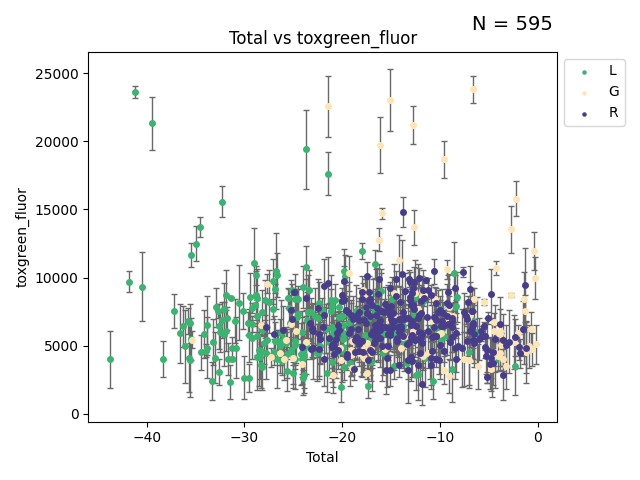 N = 595
Total vs toxgreen_fluor
25000
20000
15000
10000
5000
0
toxgreen_fluor
−40
−30
−20
−10
0
Total
L
G
R